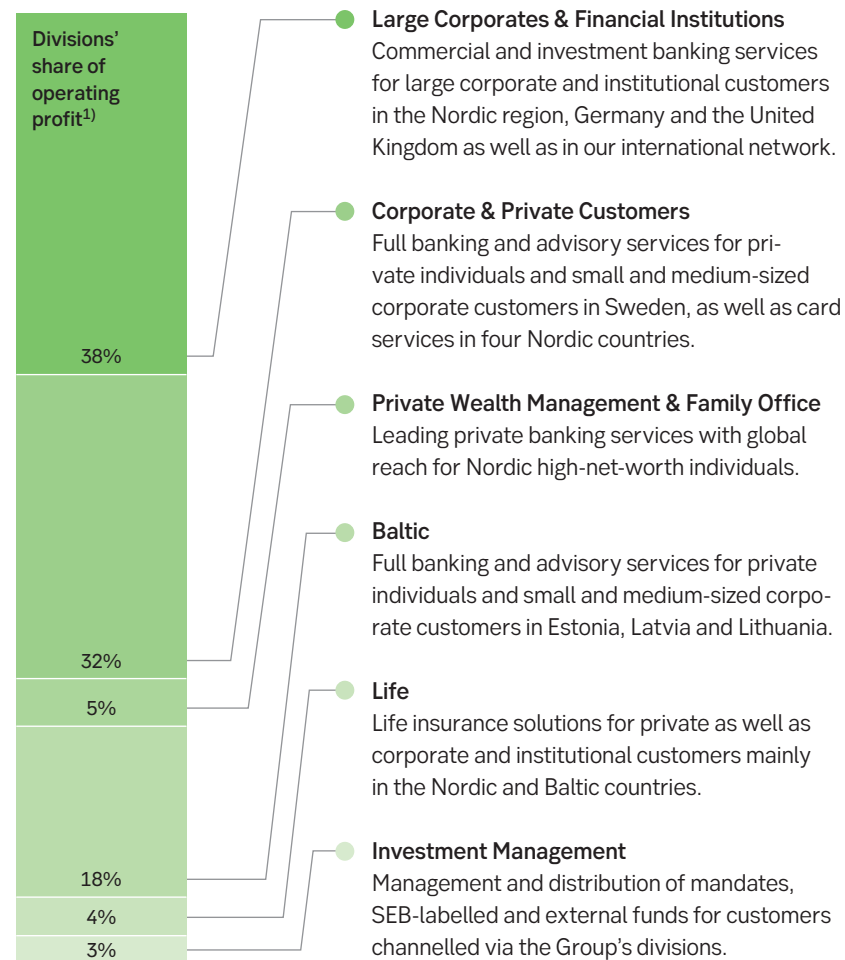 Divisions’
share of
operating
profit1)
38%
32%
5%
18%
4%
3%
Large Corporates & Financial Institutions
Commercial and investment banking services
for large corporate and institutional customers
in the Nordic region, Germany and the United
Kingdom as well as in our international network.
Corporate & Private Customers
Full banking and advisory services for pri-
vate individuals and small and medium-sized
corporate customers in Sweden, as well as card
services in four Nordic countries.
Private Wealth Management & Family Office
Leading private banking services with global
reach for Nordic high-net-worth individuals.
Baltic
Full banking and advisory services for private
individuals and small and medium-sized corpo-
rate customers in Estonia, Latvia and Lithuania.
Life
Life insurance solutions for private as well as
corporate and institutional customers mainly
in the Nordic and Baltic countries.
Investment Management
Management and distribution of mandates,
SEB-labelled and external funds for customers
channelled via the Group’s divisions.